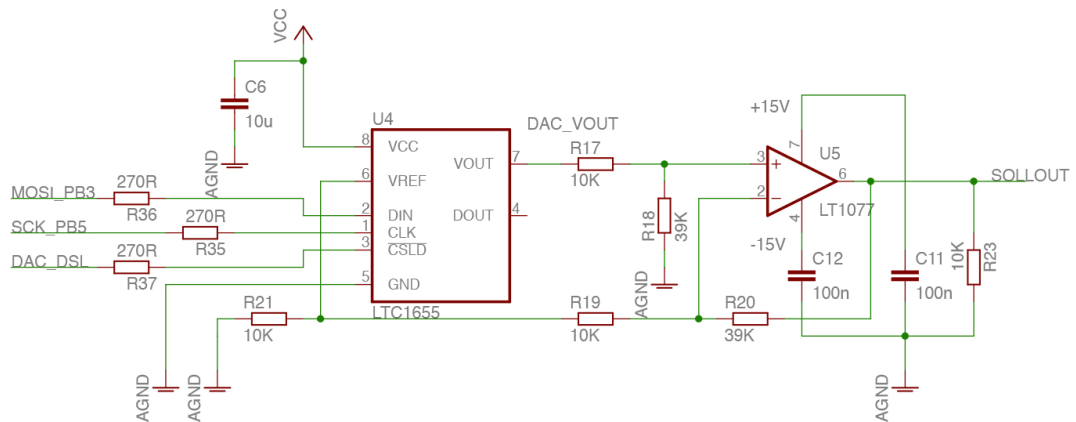 VCC
C6
10u
AGND
U4
8
VCC
6
VREF
2
DIN
1
CLK
3
CSLD
5
GND
VOUT
7
DOUT
4
LTC1655
MOSI_PB3
270R
R36
SCK_PB5
270R
R35
DAC_DSL
270R
R37
AGND
AGND
R21
10K
DAC_VOUT
R17
10K
R18
39K
AGND
R19
10K
R20
39K
+15V
7
3
+
2
-
6
4
U5
LT1077
-15V
C12
100n
C11
100n
SOLLOUT
10K
R23
AGND